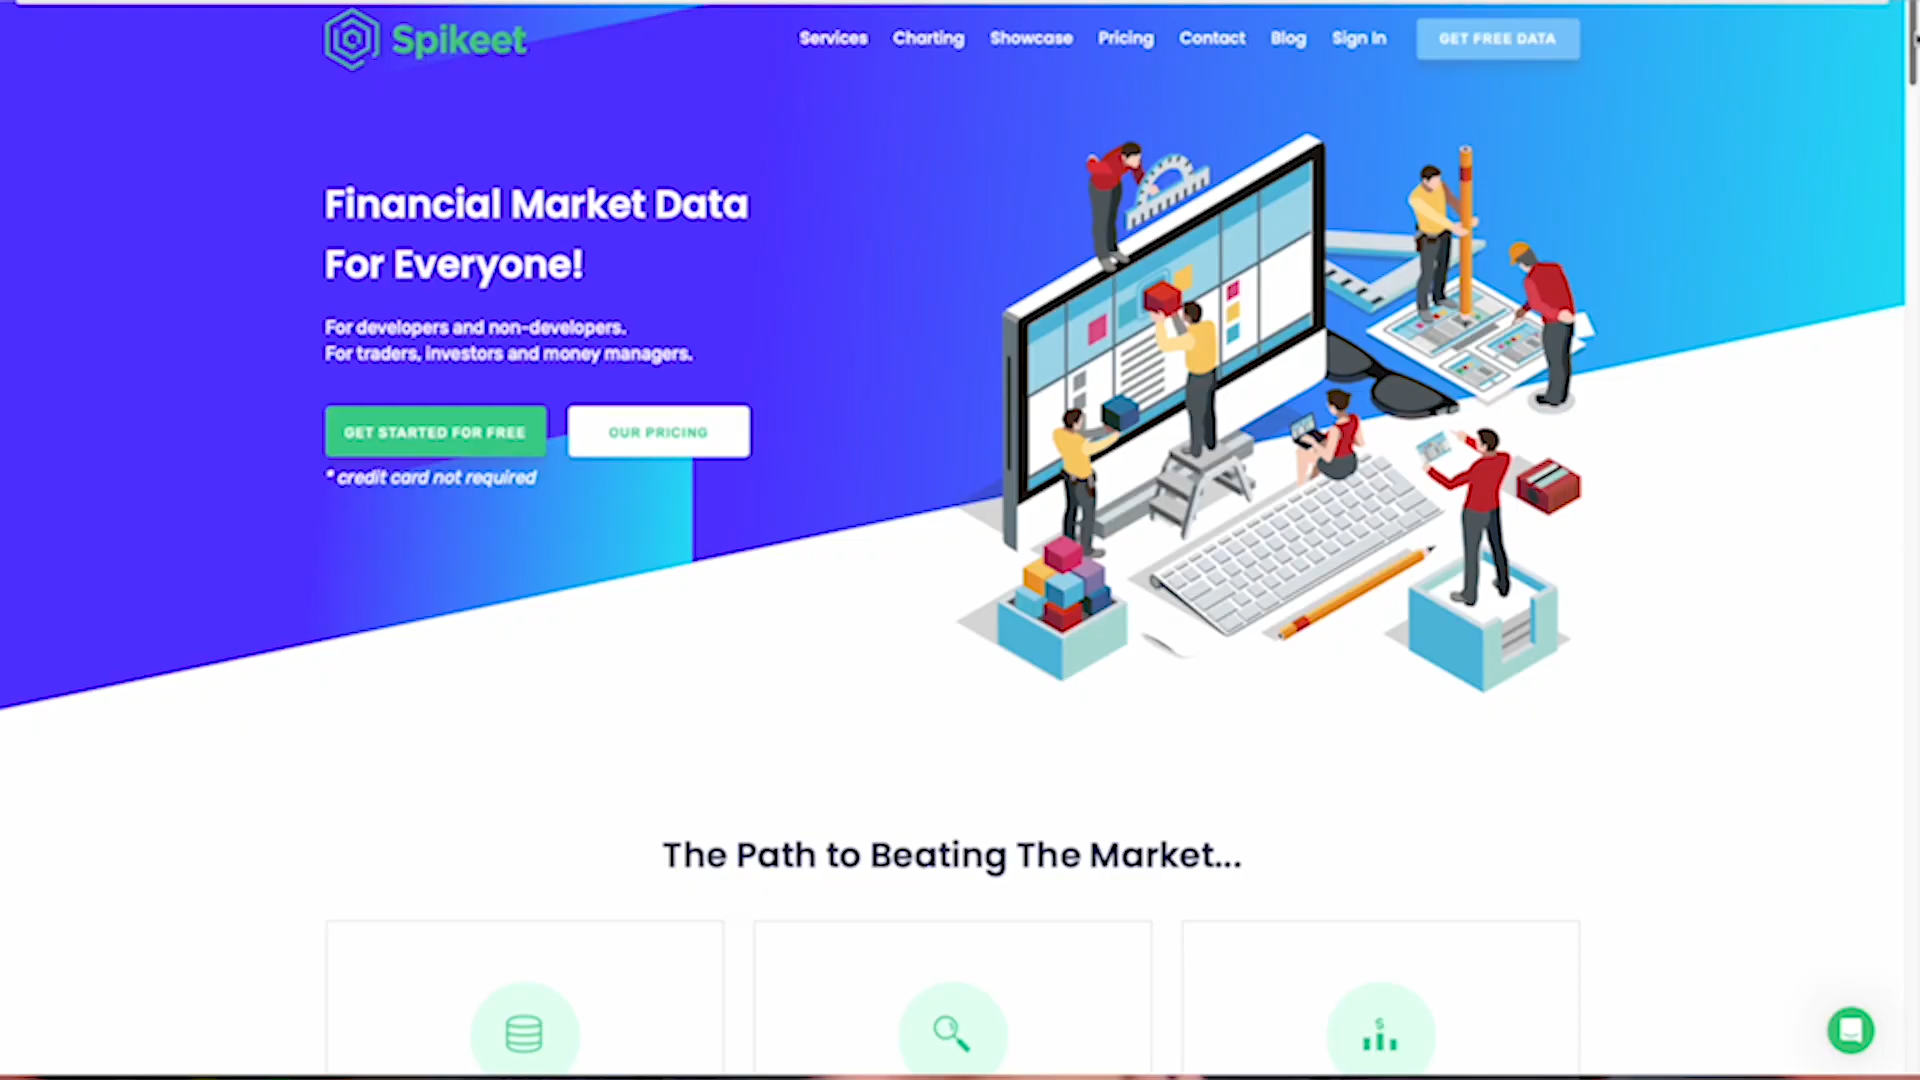 Spikeet
Services Charting Showcase Pricing Contact Blog Sign In GET FREE DATA
Financial Market Data
For Everyone!
For developers and non-developers.
For traders, investors and money managers.
GET STARTED FOR FREE OUR PRICING
* credit card not required
The Path to Beating The Market...
$